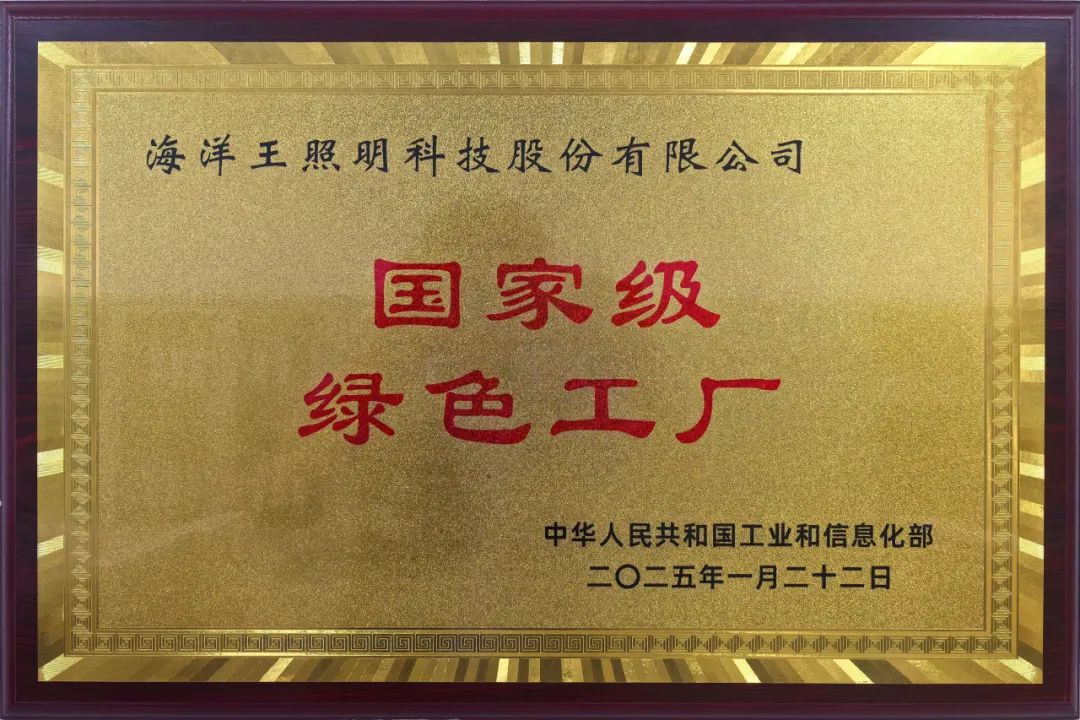 海洋王照明科技股份有限公司
国家级
绿色工厂
中华人民共和国工业和信息化部
二〇二五年一月二十二日